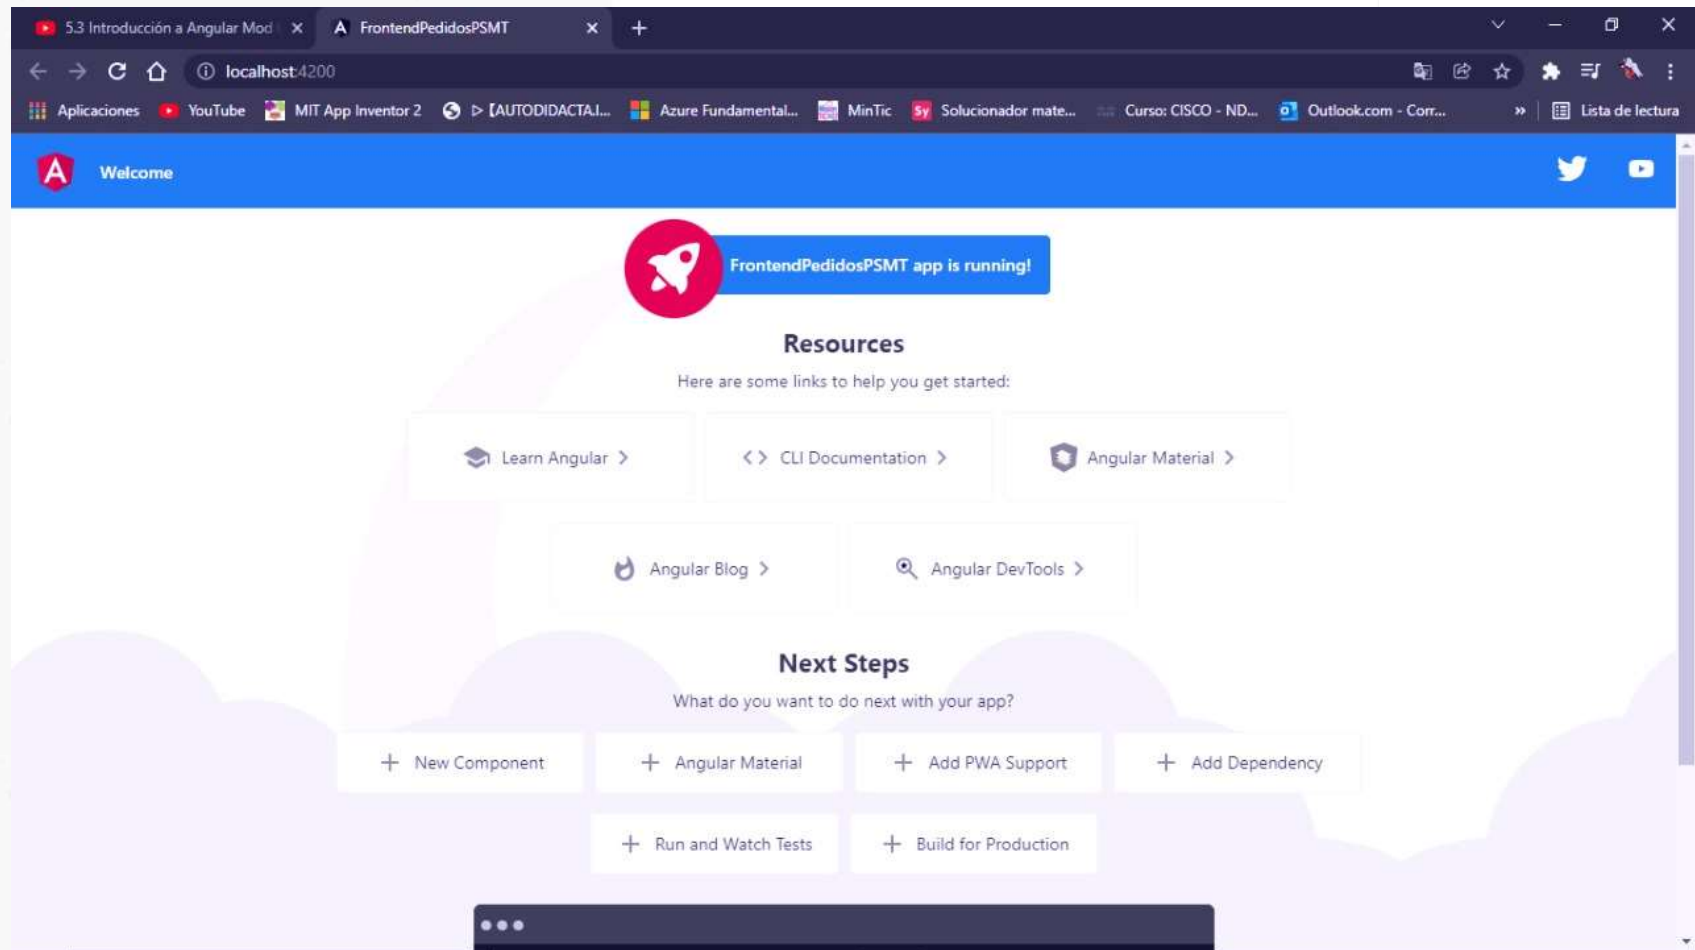 5.3 Introducción a Angular Mod
FrontendPedidosPSMT
localhost:4200
Aplicaciones YouTube MIT App Inventor 2 ▷ [AUTODIDACTA.I... Azure Fundamental... MinTic Sy Solucionador mate... Curso: CISCO - ND... Outlook.com - Corr... » Lista de lectura
A Welcome
FrontendPedidosPSMT app is running!
Resources
Here are some links to help you get started:
Learn Angular
CLI Documentation
Angular Material
Angular Blog
Angular DevTools
Next Steps
What do you want to do next with your app?
+ New Component
+ Angular Material
+ Add PWA Support
+ Add Dependency
+ Run and Watch Tests
+ Build for Production